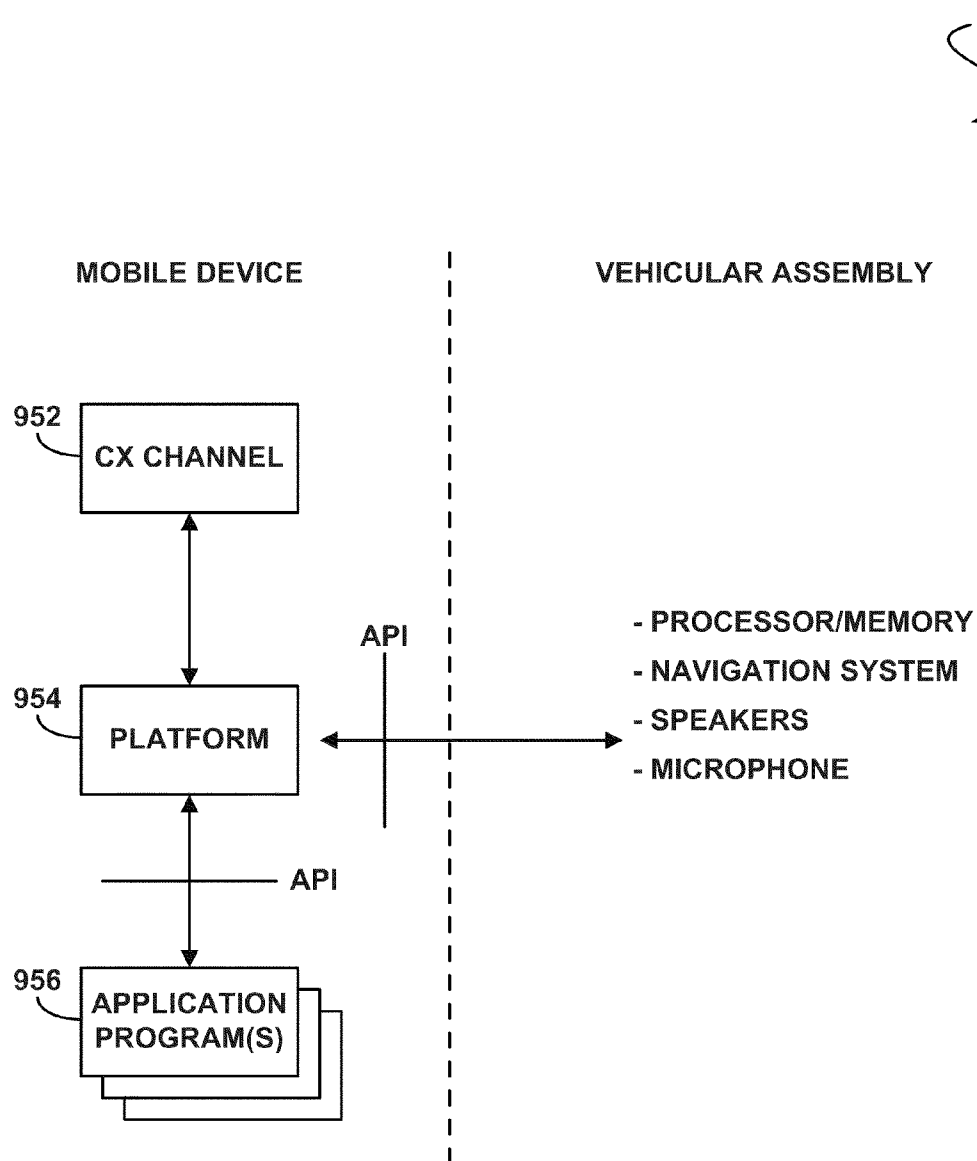 MOBILE DEVICE
VEHICULAR ASSEMBLY
952
CX CHANNEL
API
954
PLATFORM
- PROCESSOR/MEMORY
- NAVIGATION SYSTEM
- SPEAKERS
- MICROPHONE
API
956
APPLICATION
PROGRAM(S)